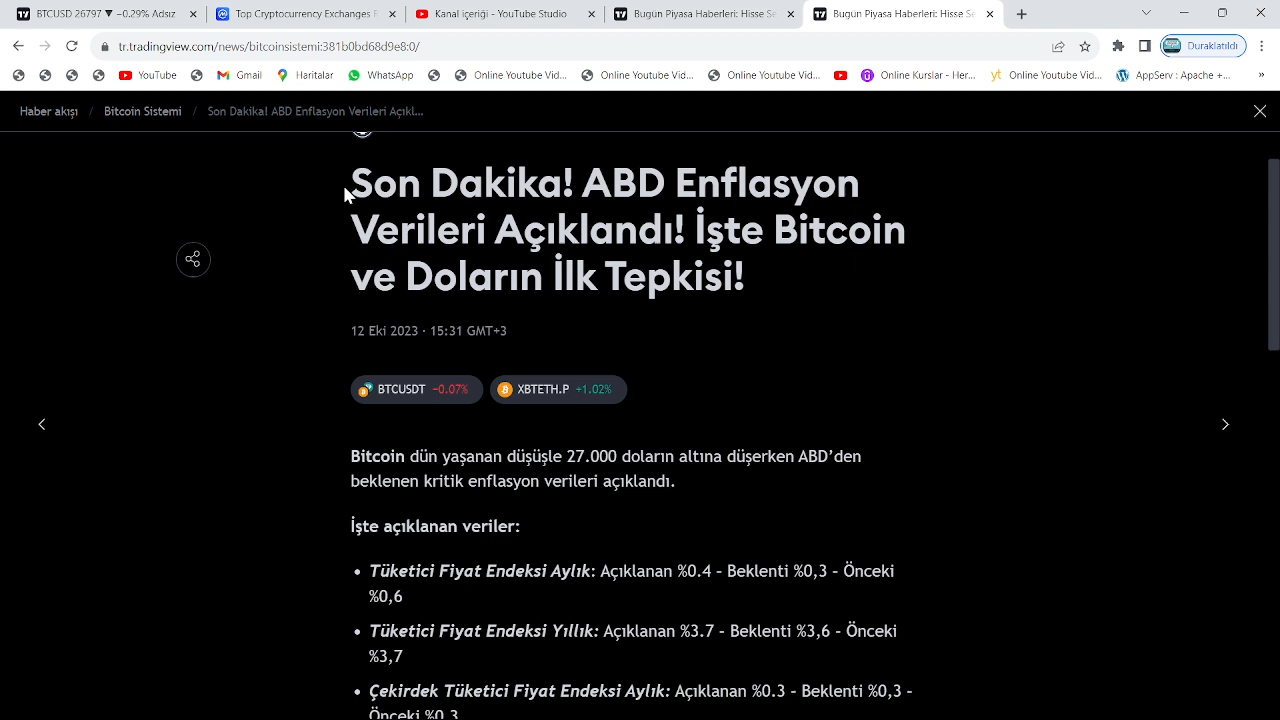 BTCUSD 26797 ▼ −0.29% Adsız
Top Cryptocurrency Exchanges
Kanal içeriği - YouTube Studio
Bugün Piyasa Haberleri: Hisse Se
Bugün Piyasa Haberleri: Hisse Se
tr.tradingview.com/news/bitcoinsistemi:381b0bd68d9e8:0/
Duraklatıldı
YouTube
Gmail
Haritalar
WhatsApp
Online Youtube Vid...
Online Youtube Vid...
Online Youtube Vid...
Online Kurslar - Her...
Online Youtube Vid...
AppServ : Apache +...
Haber akışı / Bitcoin Sistemi / Son Dakika! ABD Enflasyon Verileri Açıkl...
Son Dakika! ABD Enflasyon
Verileri Açıklandı! İşte Bitcoin
ve Doların İlk Tepkisi!
12 Eki 2023 · 15:31 GMT+3
BTCUSDT −0.07%
XBTETH.P +1.02%
Bitcoin dün yaşanan düşüşle 27.000 doların altına düşerken ABD’den
beklenen kritik enflasyon verileri açıklandı.
İşte açıklanan veriler:
• Tüketici Fiyat Endeksi Aylık: Açıklanan %0.4 – Beklenti %0,3 – Önceki
%0,6
• Tüketici Fiyat Endeksi Yıllık: Açıklanan %3.7 – Beklenti %3,6 – Önceki
%3,7
• Çekirdek Tüketici Fiyat Endeksi Aylık: Açıklanan %0.3 – Beklenti %0,3 –
Önceki %0,3